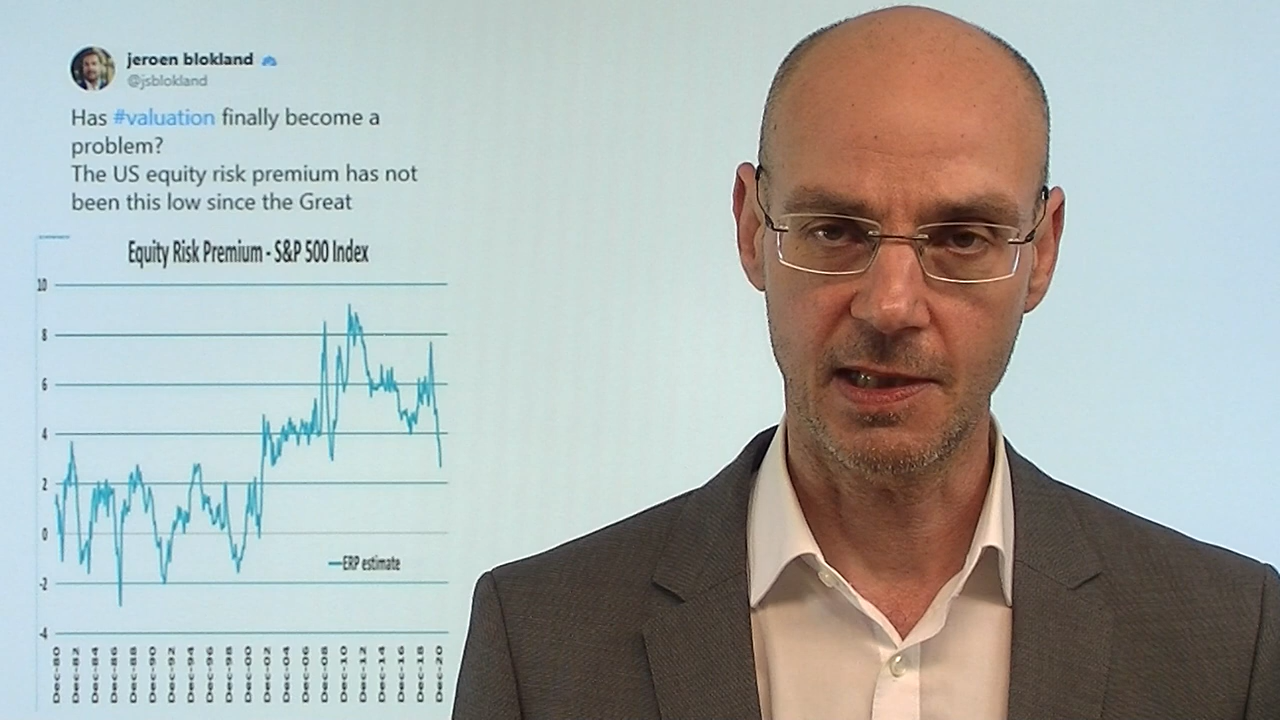 jeroen blokland
@jsblokland
Has #valuation finally become a
problem?
The US equity risk premium has not
been this low since the Great
Equity Risk Premium - S&P 500 Index
10
8
6
4
2
0
-2
-4
ERP estimate
Dec-80
Dec-82
Dec-84
Dec-86
Dec-88
Dec-90
Dec-92
Dec-94
Dec-96
Dec-98
Dec-00
Dec-02
Dec-04
Dec-06
Dec-08
Dec-10
Dec-12
Dec-14
Dec-16
Dec-18
Dec-20